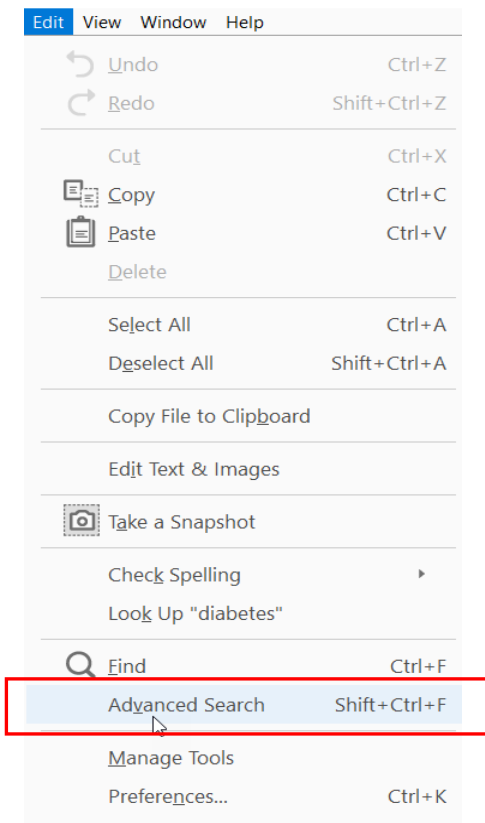 Edit View Window Help
Undo Ctrl+Z
Redo Shift+Ctrl+Z
Cut Ctrl+X
Copy Ctrl+C
Paste Ctrl+V
Delete
Select All Ctrl+A
Deselect All Shift+Ctrl+A
Copy File to Clipboard
Edit Text & Images
Take a Snapshot
Check Spelling
Look Up "diabetes"
Find Ctrl+F
Advanced Search Shift+Ctrl+F
Manage Tools
Preferences... Ctrl+K